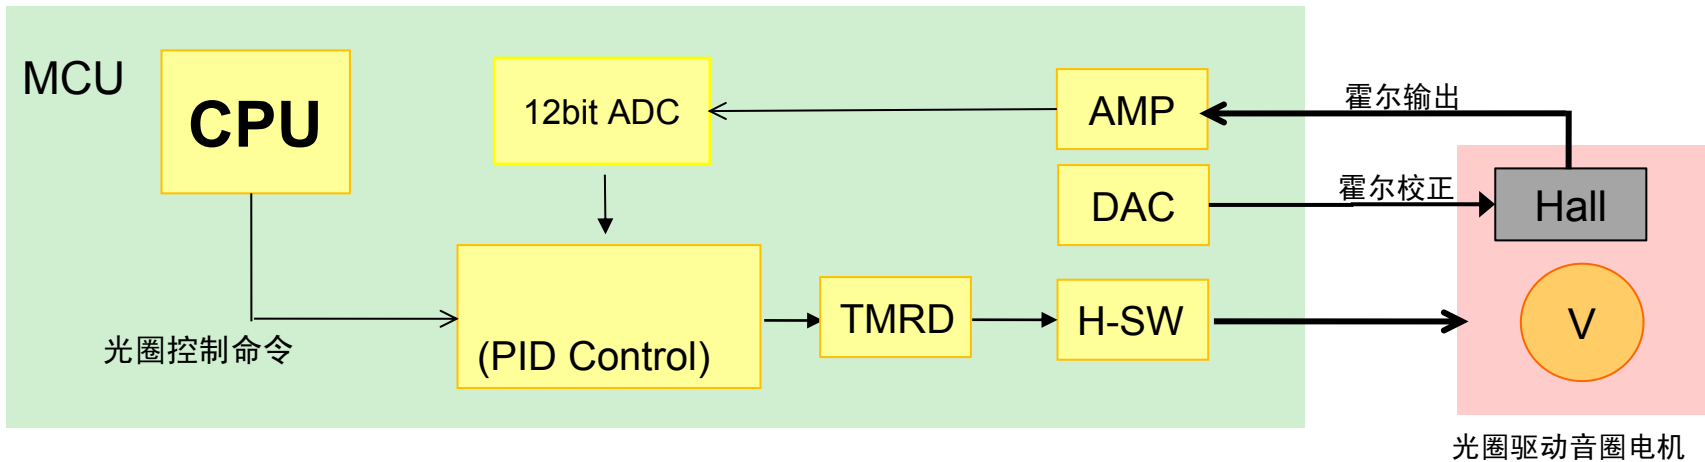 MCU
CPU
12bit ADC
AMP
霍尔输出
DAC
霍尔校正
Hall
光圈控制命令
(PID Control)
TMRD
H-SW
V
光圈驱动音圈电机